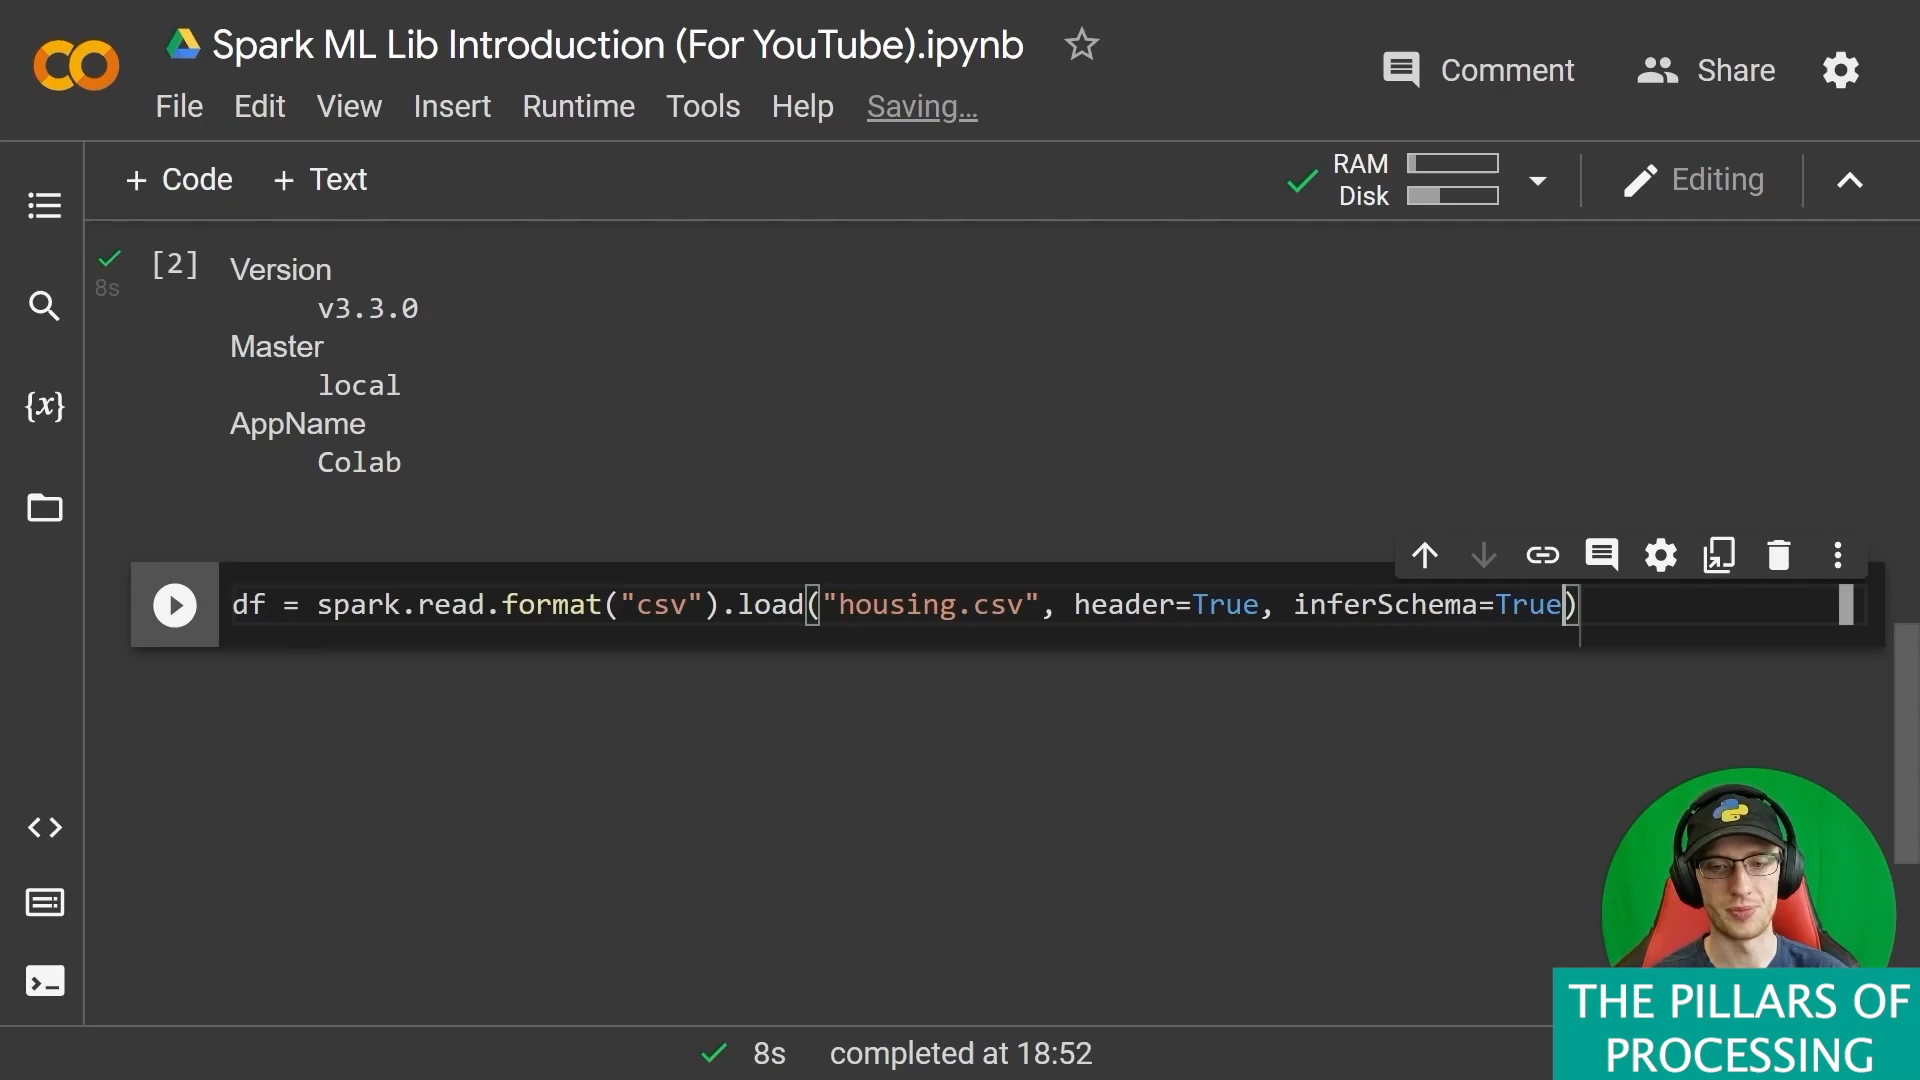 Spark ML Lib Introduction (For YouTube).ipynb
Comment
Share
File Edit View Insert Runtime Tools Help Saving...
+ Code + Text
RAM
Disk
Editing
[2]
8s
Version
v3.3.0
Master
local
AppName
Colab
{x}
df = spark.read.format("csv").load("housing.csv", header=True, inferSchema=True)
8s completed at 18:52
THE PILLARS OF
PROCESSING